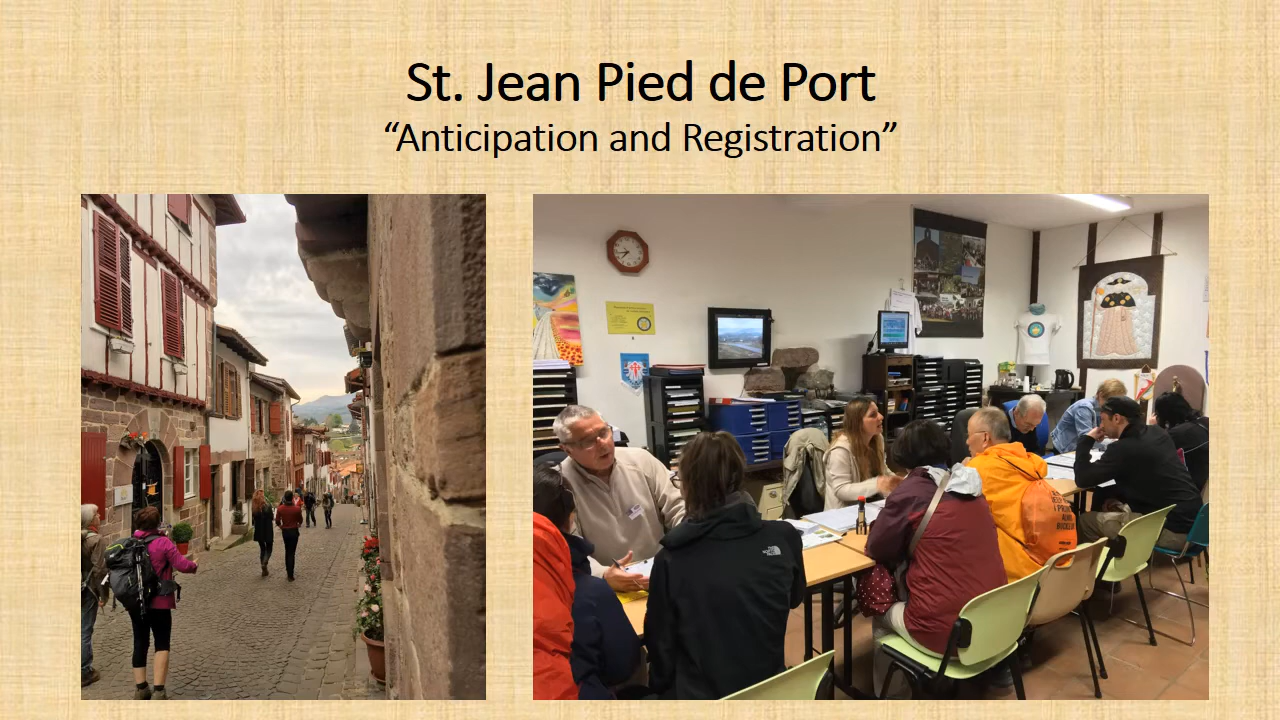 St. Jean Pied de Port
“Anticipation and Registration”